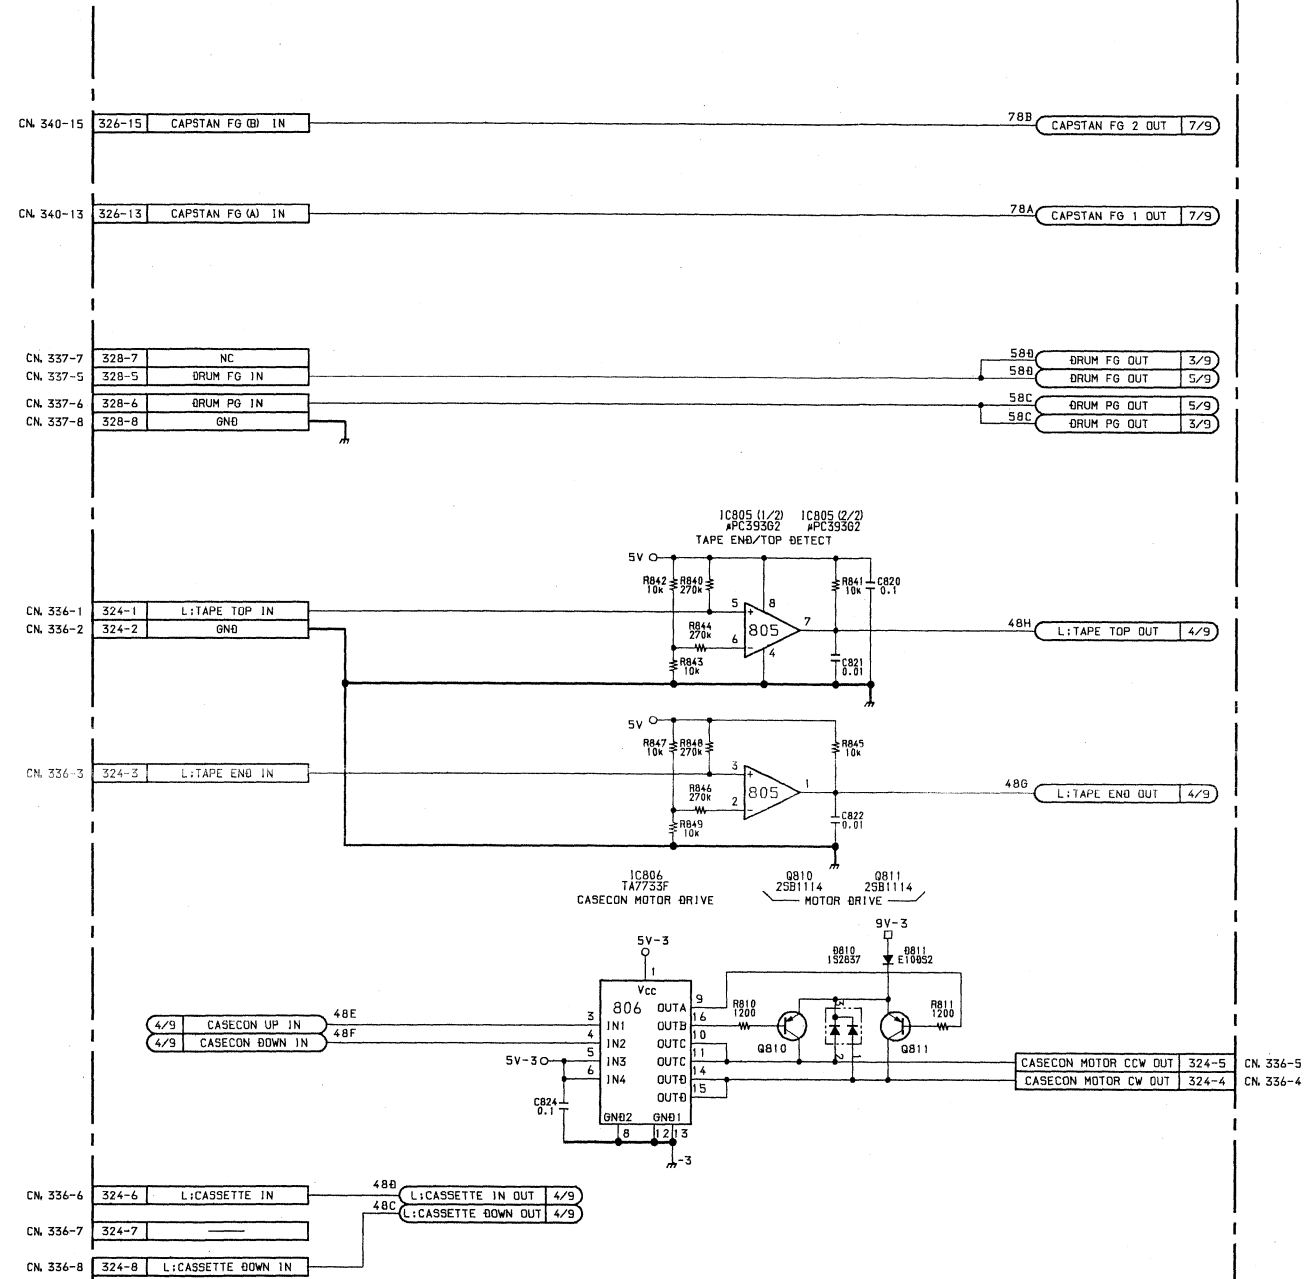 78B
CN. 340-15 326-15 CAPSTAN FG (B) IN CAPSTAN FG 2 OUT 7/9
78A
CN. 340-13 326-13 CAPSTAN FG (A) IN CAPSTAN FG 1 OUT 7/9
58D
CN. 337-7 328-7 NC DRUM FG OUT 3/9
58D
CN. 337-5 328-5 DRUM FG IN DRUM FG OUT 5/9
58C
CN. 337-6 328-6 DRUM PG IN DRUM PG OUT 5/9
58C
CN. 337-8 328-8 GND DRUM PG OUT 3/9
IC805 (1/2) IC805 (2/2)
μPC393G2 μPC393G2
TAPE END/TOP DETECT
5V
R842 R840 R841 C820
10k 270k 10k 0.1
5 8
CN. 336-1 324-1 L:TAPE TOP IN +
48H
R844 7
270k 805
CN. 336-2 324-2 GND L:TAPE TOP OUT 4/9
6 -
4
R843 C821
10k 0.01
5V
R847 R848 R845
10k 270k 10k
3
CN. 336-3 324-3 L:TAPE END IN +
48G
R846 1
270k 805
L:TAPE END OUT 4/9
2 -
R849 C822
10k 0.01
IC806 Q810 Q811
TA7733F 2SB1114 2SB1114
CASECON MOTOR DRIVE MOTOR DRIVE
9V-3
5V-3
D810 D811
1S2837 E10DS2
1
Vcc
9
806 OUTA
R810 3 R811
1200 1200
48E
3 16
4/9 CASECON UP IN IN1 OUTB
48F
4 10
4/9 CASECON DOWN IN IN2 OUTC
Q810 Q811
2 1
5 11
5V-3 IN3 OUTC
CASECON MOTOR CCW OUT 324-5 CN. 336-5
6 14
IN4 OUTD
CASECON MOTOR CW OUT 324-4 CN. 336-4
15
OUTD
C824
0.1
GND2 GND1
8 12 13
-3
48B
CN. 336-6 324-6 L:CASSETTE IN L:CASSETTE IN OUT 4/9
48C
L:CASSETTE DOWN OUT 4/9
CN. 336-7 324-7
CN. 336-8 324-8 L:CASSETTE DOWN IN